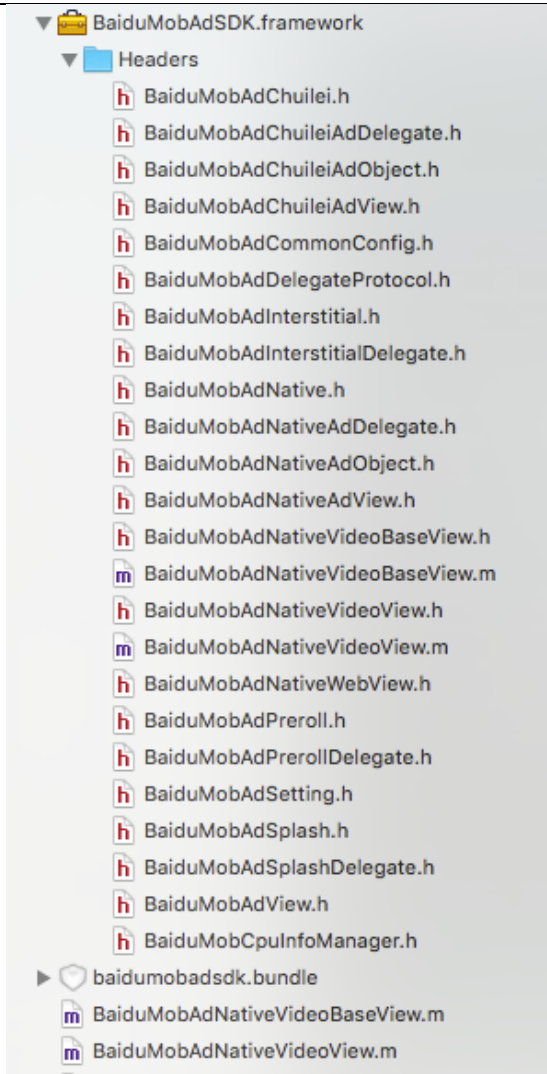 BaiduMobAdSDK.framework
Headers
h BaiduMobAdChuilei.h
h BaiduMobAdChuileiAdDelegate.h
h BaiduMobAdChuileiAdObject.h
h BaiduMobAdChuileiAdView.h
h BaiduMobAdCommonConfig.h
h BaiduMobAdDelegateProtocol.h
h BaiduMobAdInterstitial.h
h BaiduMobAdInterstitialDelegate.h
h BaiduMobAdNative.h
h BaiduMobAdNativeAdDelegate.h
h BaiduMobAdNativeAdObject.h
h BaiduMobAdNativeAdView.h
h BaiduMobAdNativeVideoBaseView.h
m BaiduMobAdNativeVideoBaseView.m
h BaiduMobAdNativeVideoView.h
m BaiduMobAdNativeVideoView.m
h BaiduMobAdNativeWebView.h
h BaiduMobAdPreroll.h
h BaiduMobAdPrerollDelegate.h
h BaiduMobAdSetting.h
h BaiduMobAdSplash.h
h BaiduMobAdSplashDelegate.h
h BaiduMobAdView.h
h BaiduMobCpuInfoManager.h
baidumobadsdk.bundle
m BaiduMobAdNativeVideoBaseView.m
m BaiduMobAdNativeVideoView.m